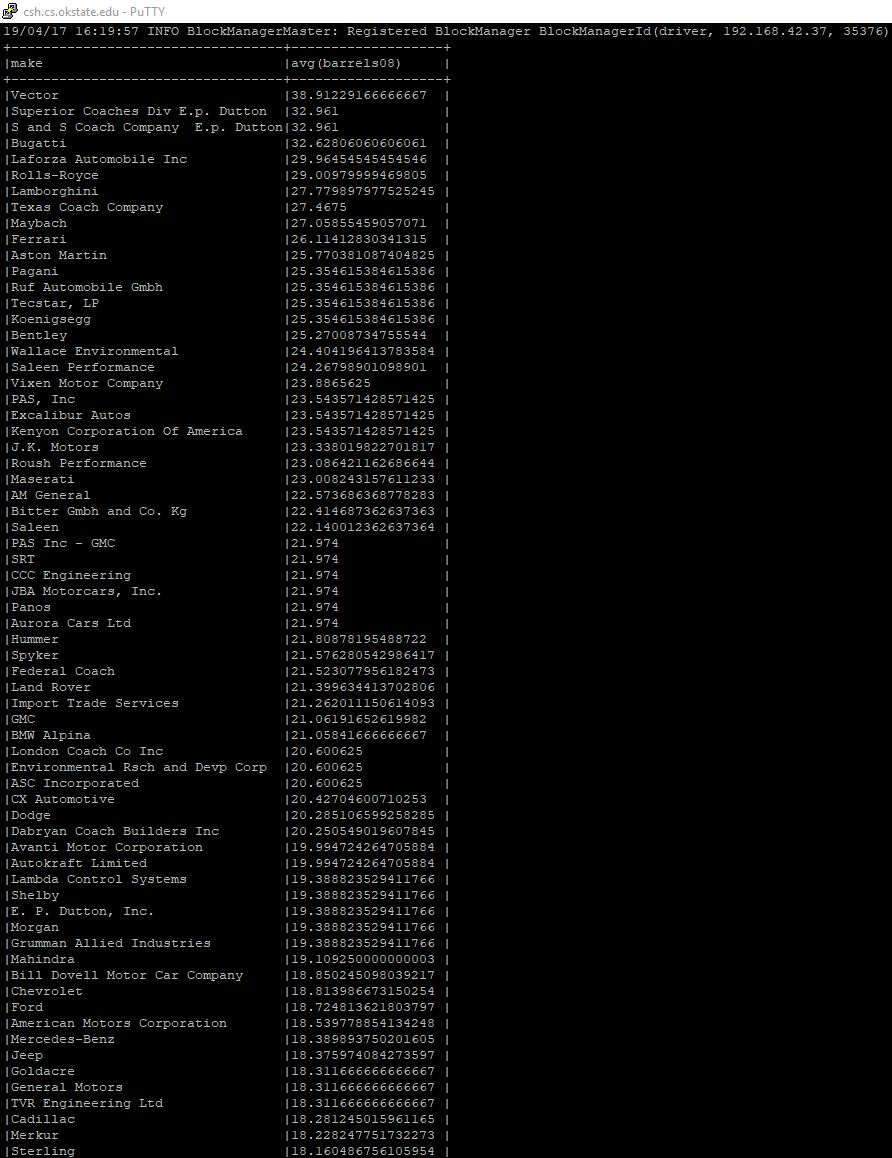 csh.cs.okstate.edu - PuTTY
19/04/17 16:19:57 INFO BlockManagerMaster: Registered BlockManager BlockManagerId(driver, 192.168.42.37, 35376)
+----------------------------------+-------------------+
|make                              |avg(barrels08)     |
+----------------------------------+-------------------+
|Vector                            |38.91229166666667  |
|Superior Coaches Div E.p. Dutton  |32.961             |
|S and S Coach Company  E.p. Dutton|32.961             |
|Bugatti                           |32.62806060606061  |
|Laforza Automobile Inc            |29.96454545454546  |
|Rolls-Royce                       |29.00979999469805  |
|Lamborghini                       |27.779897977525245 |
|Texas Coach Company               |27.4675            |
|Maybach                           |27.05855459057071  |
|Ferrari                           |26.11412830341315  |
|Aston Martin                      |25.770381087404825 |
|Pagani                            |25.354615384615386 |
|Ruf Automobile Gmbh               |25.354615384615386 |
|Tecstar, LP                       |25.354615384615386 |
|Koenigsegg                        |25.354615384615386 |
|Bentley                           |25.27008734755544  |
|Wallace Environmental             |24.404196413783584 |
|Saleen Performance                |24.26798901098901  |
|Vixen Motor Company               |23.8865625         |
|PAS, Inc                          |23.543571428571425 |
|Excalibur Autos                   |23.543571428571425 |
|Kenyon Corporation Of America     |23.543571428571425 |
|J.K. Motors                       |23.338019822701817 |
|Roush Performance                 |23.086421162686644 |
|Maserati                          |23.008243157611233 |
|AM General                        |22.573686368778283 |
|Bitter Gmbh and Co. Kg            |22.414687362637363 |
|Saleen                            |22.140012362637364 |
|PAS Inc - GMC                     |21.974             |
|SRT                               |21.974             |
|CCC Engineering                   |21.974             |
|JBA Motorcars, Inc.               |21.974             |
|Panos                             |21.974             |
|Aurora Cars Ltd                   |21.974             |
|Hummer                            |21.80878195488722  |
|Spyker                            |21.576280542986417 |
|Federal Coach                     |21.523077956182473 |
|Land Rover                        |21.399634413702806 |
|Import Trade Services             |21.262011150614093 |
|GMC                               |21.06191652619982  |
|BMW Alpina                        |21.05841666666667  |
|London Coach Co Inc               |20.600625          |
|Environmental Rsch and Devp Corp  |20.600625          |
|ASC Incorporated                  |20.600625          |
|CX Automotive                     |20.42704600710253  |
|Dodge                             |20.285106599258285 |
|Dabryan Coach Builders Inc        |20.250549019607845 |
|Avanti Motor Corporation          |19.994724264705884 |
|Autokraft Limited                 |19.994724264705884 |
|Lambda Control Systems            |19.388823529411766 |
|Shelby                            |19.388823529411766 |
|E. P. Dutton, Inc.                |19.388823529411766 |
|Morgan                            |19.388823529411766 |
|Grumman Allied Industries         |19.388823529411766 |
|Mahindra                          |19.109250000000003 |
|Bill Dovell Motor Car Company     |18.850245098039217 |
|Chevrolet                         |18.813986673150254 |
|Ford                              |18.724813621803797 |
|American Motors Corporation       |18.539778854134248 |
|Mercedes-Benz                     |18.389893750201605 |
|Jeep                              |18.375974084273597 |
|Goldacre                          |18.311666666666667 |
|General Motors                    |18.311666666666667 |
|TVR Engineering Ltd               |18.311666666666667 |
|Cadillac                          |18.281245015961165 |
|Merkur                            |18.228247751732273 |
|Sterling                          |18.160486756105954 |